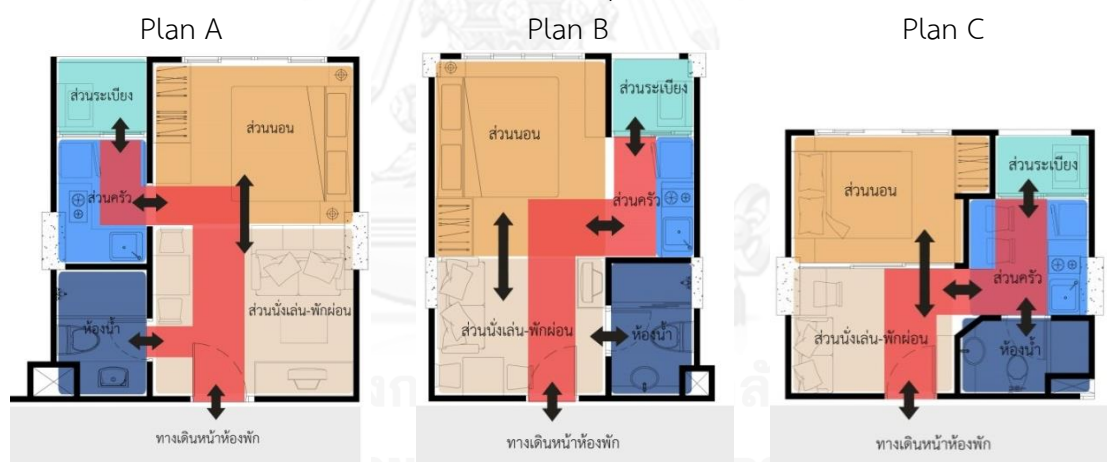 Plan A
ส่วนระเบียง
ส่วนนอน
ส่วนครัว
ส่วนนั่งเล่น-พักผ่อน
ห้องน้ำ
ทางเดินหน้าห้องพัก
Plan B
ส่วนระเบียง
ส่วนนอน
ส่วนครัว
ส่วนนั่งเล่น-พักผ่อน
ห้องน้ำ
ทางเดินหน้าห้องพัก
Plan C
ส่วนระเบียง
ส่วนนอน
ส่วนครัว
ส่วนนั่งเล่น-พักผ่อน
ห้องน้ำ
ทางเดินหน้าห้องพัก